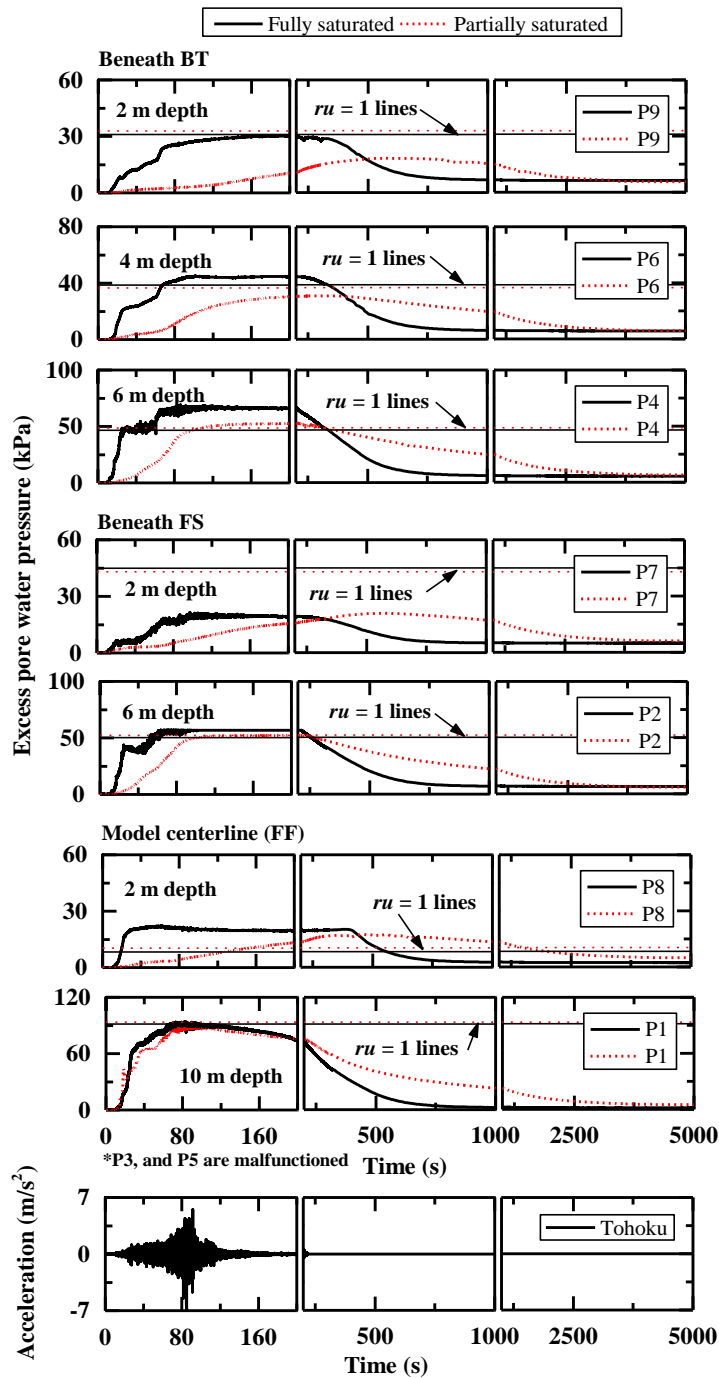 Fully saturated Partially saturated
Beneath BT
60
30
0
2 m depth
ru = 1 lines
P9
P9
80
40
0
4 m depth
ru = 1 lines
P6
P6
100
50
0
6 m depth
ru = 1 lines
P4
P4
Excess pore water pressure (kPa)
Beneath FS
60
30
0
2 m depth
ru = 1 lines
P7
P7
100
50
0
6 m depth
ru = 1 lines
P2
P2
Model centerline (FF)
60
30
0
2 m depth
ru = 1 lines
P8
P8
120
90
60
30
0
10 m depth
ru = 1 lines
P1
P1
0 80 160 500 1000 2500 5000
*P3, and P5 are malfunctioned
Time (s)
Acceleration (m/s²)
7
0
-7
Tohoku
0 80 160 500 1000 2500 5000
Time (s)